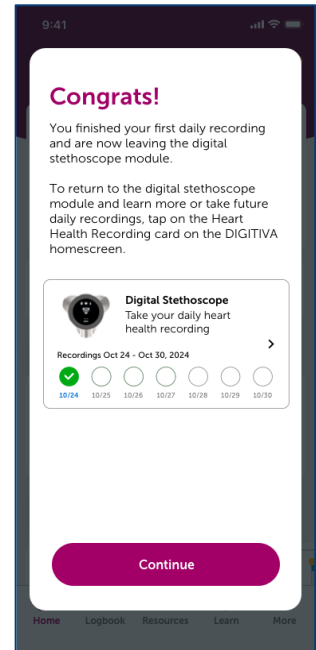 9:41
Congrats!
You finished your first daily recording
and are now leaving the digital
stethoscope module.
To return to the digital stethoscope
module and learn more or take future
daily recordings, tap on the Heart
Health Recording card on the DIGITIVA
homescreen.
Digital Stethoscope
Take your daily heart
health recording
Recordings Oct 24 - Oct 30, 2024
10/24 10/25 10/26 10/27 10/28 10/29 10/30
Continue
Home Logbook Resources Learn More